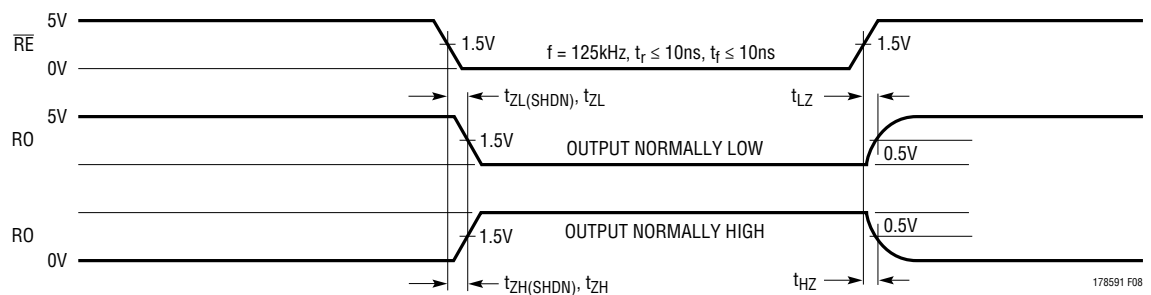 5V
RE
1.5V
f = 125kHz, tr ≤ 10ns, tf ≤ 10ns
1.5V
0V
tZL(SHDN), tZL
tLZ
5V
RO
1.5V
OUTPUT NORMALLY LOW
0.5V
RO
1.5V
OUTPUT NORMALLY HIGH
0.5V
0V
tZH(SHDN), tZH
tHZ
178591 F08